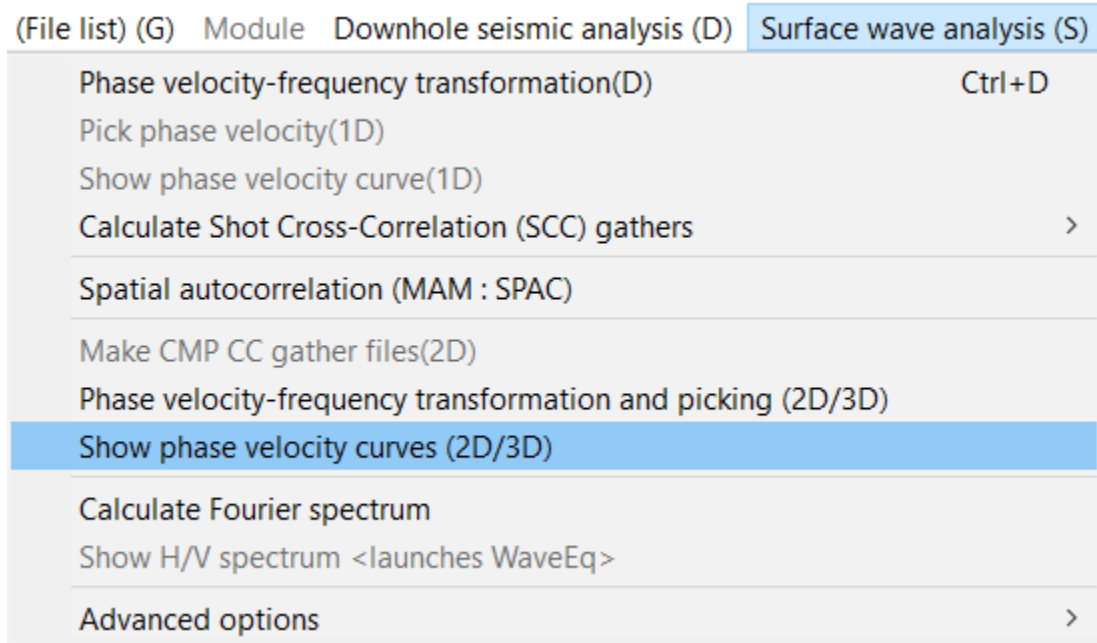 (File list) (G) Module Downhole seismic analysis (D) Surface wave analysis (S)
Phase velocity-frequency transformation(D) Ctrl+D
Pick phase velocity(1D)
Show phase velocity curve(1D)
Calculate Shot Cross-Correlation (SCC) gathers >
Spatial autocorrelation (MAM : SPAC)
Make CMP CC gather files(2D)
Phase velocity-frequency transformation and picking (2D/3D)
Show phase velocity curves (2D/3D)
Calculate Fourier spectrum
Show H/V spectrum <launches WaveEq>
Advanced options >